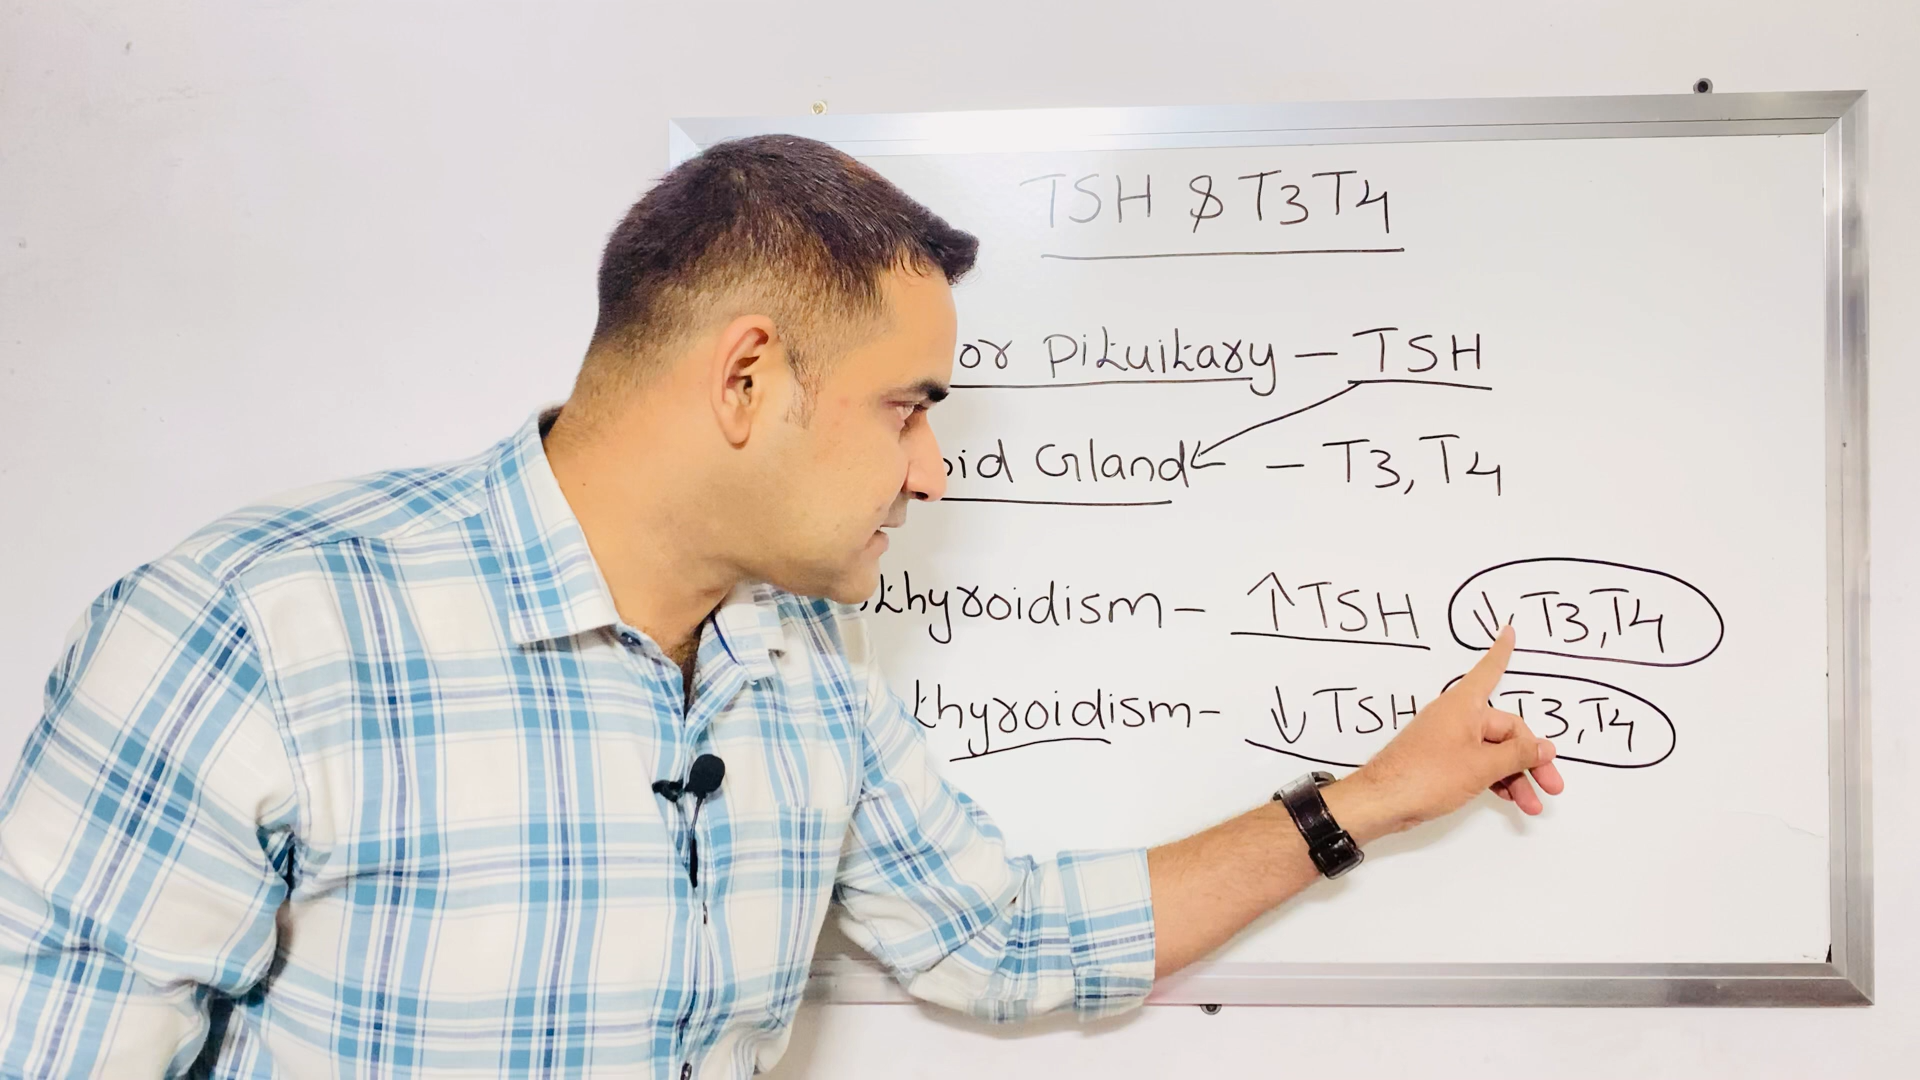 TSH & T3T4
or Pituitary – TSH
oid Gland – T3, T4
thyroidism – ↑ TSH ↓ T3, T4
thyroidism – ↓ TSH T3, T4